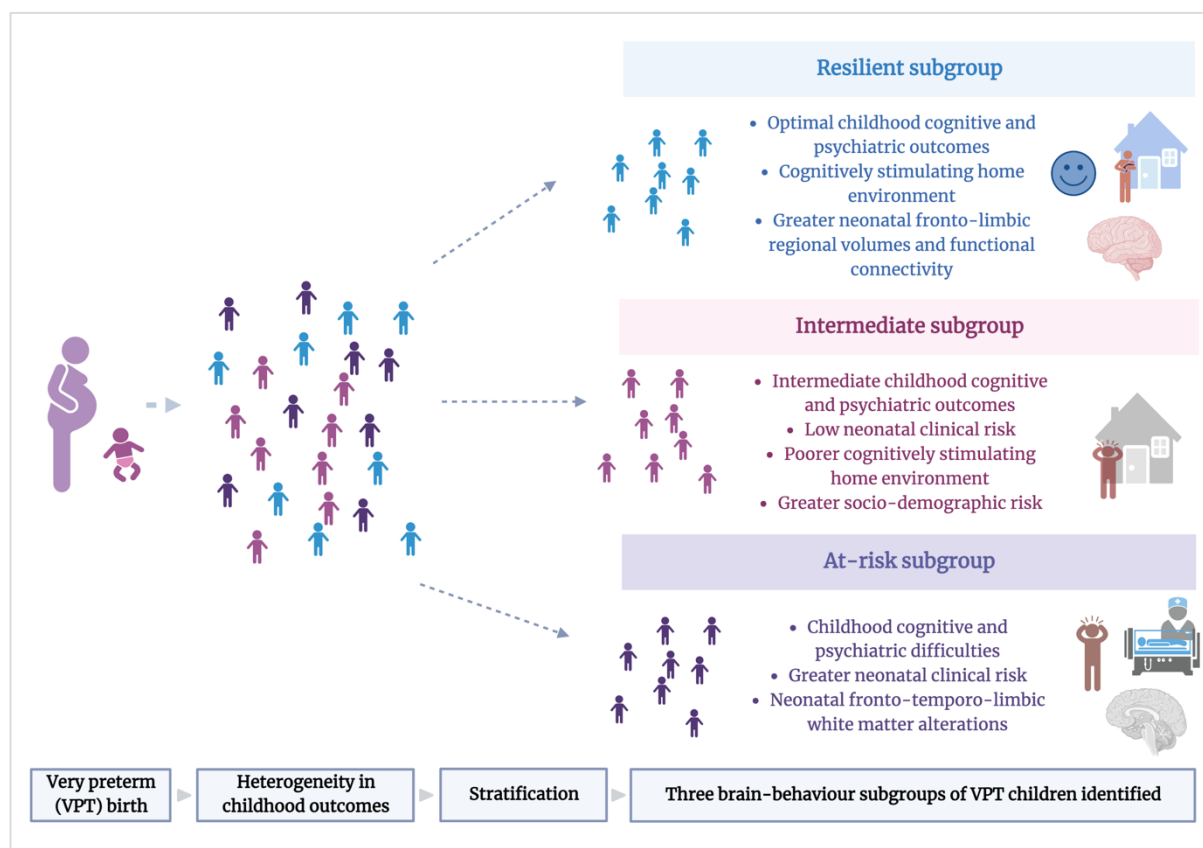 Resilient subgroup
• Optimal childhood cognitive and
psychiatric outcomes
• Cognitively stimulating home
environment
• Greater neonatal fronto-limbic
regional volumes and functional
connectivity
Intermediate subgroup
• Intermediate childhood cognitive
and psychiatric outcomes
• Low neonatal clinical risk
• Poorer cognitively stimulating
home environment
• Greater socio-demographic risk
At-risk subgroup
• Childhood cognitive and
psychiatric difficulties
• Greater neonatal clinical risk
• Neonatal fronto-temporo-limbic
white matter alterations
Very preterm
(VPT) birth
Heterogeneity in
childhood outcomes
Stratification
Three brain-behaviour subgroups of VPT children identified